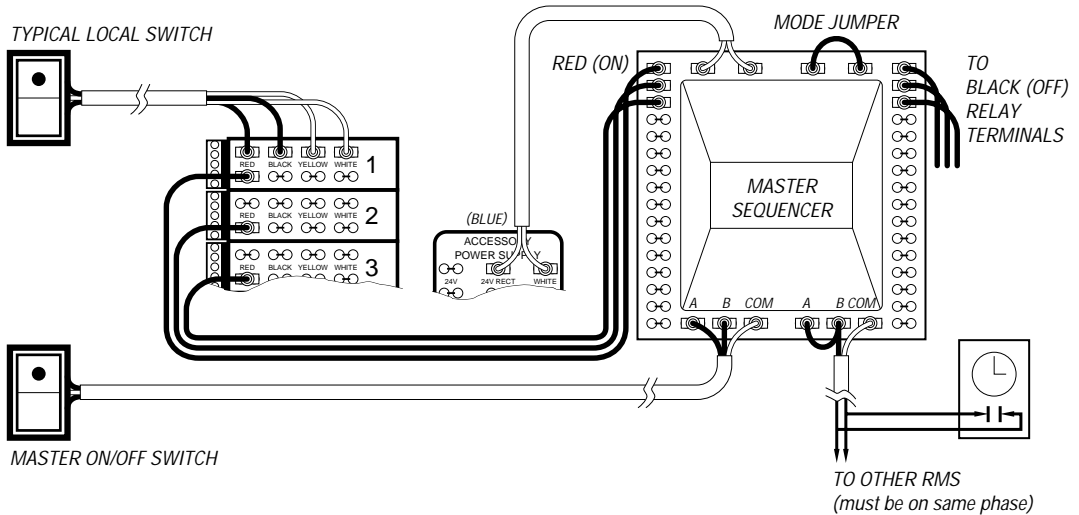 TYPICAL LOCAL SWITCH
MODE JUMPER
RED (ON)
TO
BLACK (OFF)
RELAY
TERMINALS
RED BLACK YELLOW WHITE 1
RED BLACK YELLOW WHITE 2
RED BLACK YELLOW WHITE 3
(BLUE)
ACCESSORY
POWER SUPPLY
24V 24V RECT WHITE
MASTER
SEQUENCER
A B COM A B COM
MASTER ON/OFF SWITCH
TO OTHER RMS
(must be on same phase)